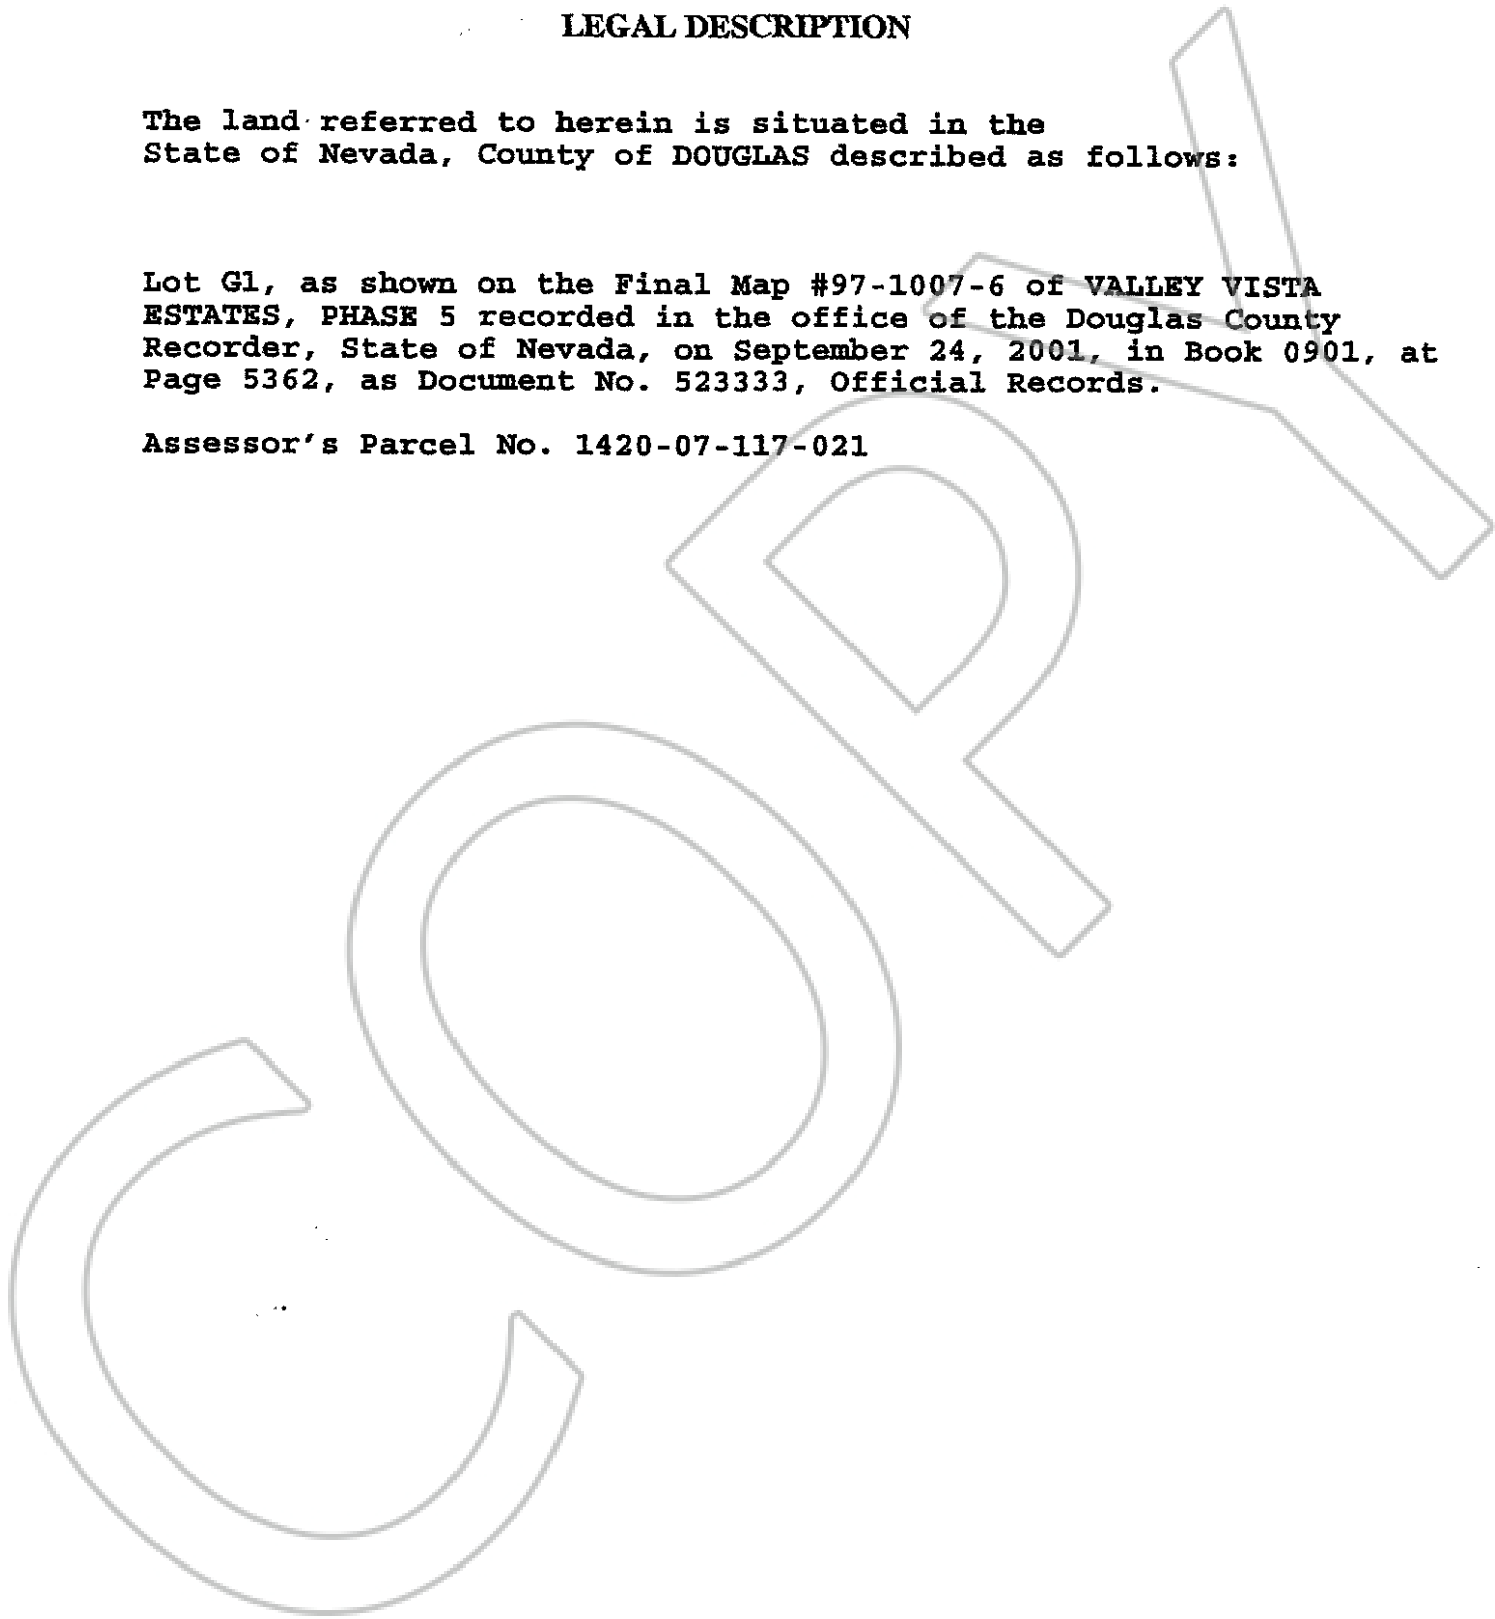 LEGAL DESCRIPTION
The land referred to herein is situated in the
State of Nevada, County of DOUGLAS described as follows:
Lot G1, as shown on the Final Map #97-1007-6 of VALLEY VISTA
ESTATES, PHASE 5 recorded in the office of the Douglas County
Recorder, State of Nevada, on September 24, 2001, in Book 0901, at
Page 5362, as Document No. 523333, Official Records.
Assessor's Parcel No. 1420-07-117-021
COPY